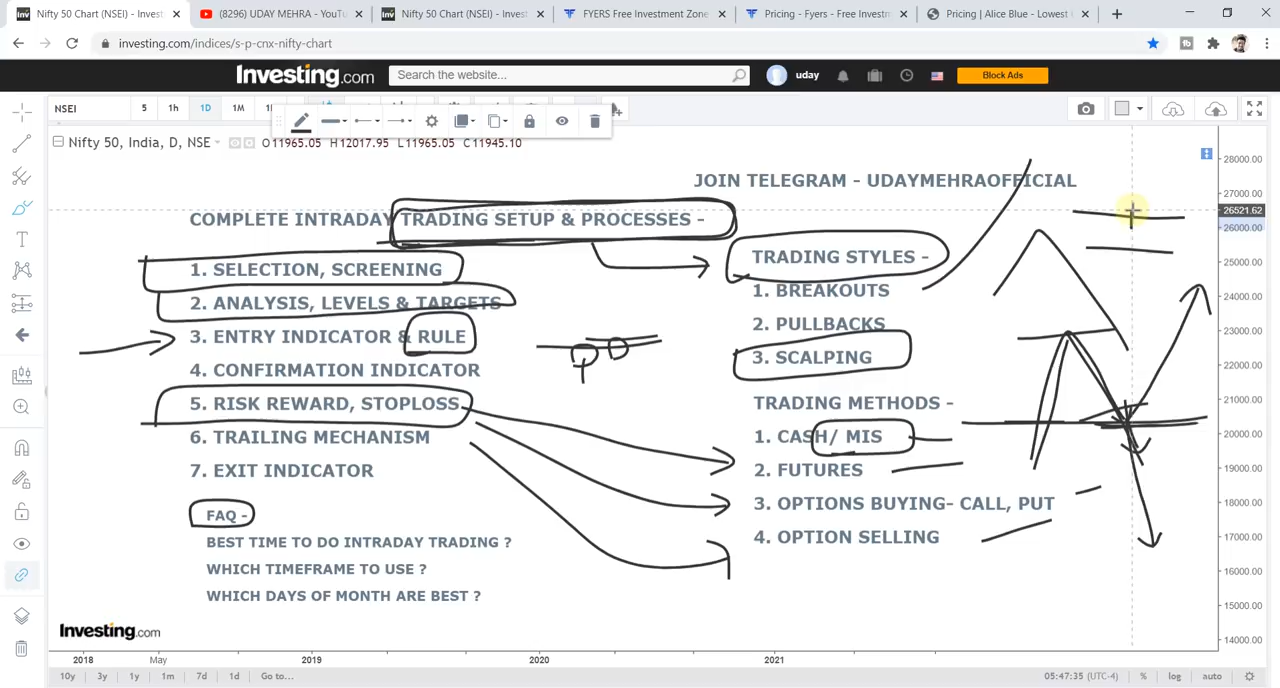 Nifty 50 Chart (NSEI) - Invest
(8296) UDAY MEHRA - YouTu
Nifty 50 Chart (NSEI) - Invest
FYERS Free Investment Zone
Pricing - Fyers - Free Investm
Pricing | Alice Blue - Lowest
investing.com/indices/s-p-cnx-nifty-chart
Investing.com
Search the website...
uday
Block Ads
NSEI
5
1h
1D
1M
Nifty 50, India, D, NSE
O11965.05 H12017.95 L11965.05 C11945.10
JOIN TELEGRAM - UDAYMEHRAOFFICIAL
COMPLETE INTRADAY TRADING SETUP & PROCESSES -
1. SELECTION, SCREENING
2. ANALYSIS, LEVELS & TARGETS
3. ENTRY INDICATOR & RULE
4. CONFIRMATION INDICATOR
5. RISK REWARD, STOPLOSS
6. TRAILING MECHANISM
7. EXIT INDICATOR
FAQ -
BEST TIME TO DO INTRADAY TRADING ?
WHICH TIMEFRAME TO USE ?
WHICH DAYS OF MONTH ARE BEST ?
TRADING STYLES -
1. BREAKOUTS
2. PULLBACKS
3. SCALPING
TRADING METHODS -
1. CASH/ MIS
2. FUTURES
3. OPTIONS BUYING- CALL, PUT
4. OPTION SELLING
28000.00
27000.00
26521.62
26000.00
25000.00
24000.00
23000.00
22000.00
21000.00
20000.00
19000.00
18000.00
17000.00
16000.00
15000.00
14000.00
Investing.com
2018 May 2019 2020 2021
10y 3y 1y 1m 7d 1d Go to...
05:47:35 (UTC-4) % log auto